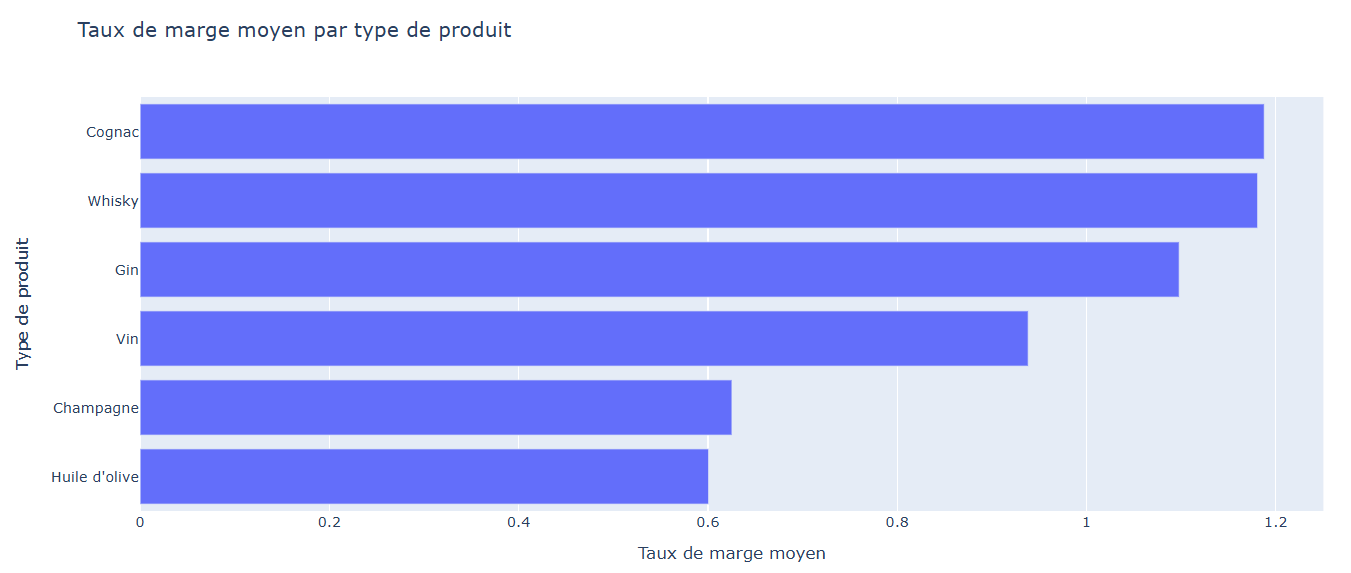 Taux de marge moyen par type de produit
Type de produit
Cognac
Whisky
Gin
Vin
Champagne
Huile d'olive
0 0.2 0.4 0.6 0.8 1 1.2
Taux de marge moyen